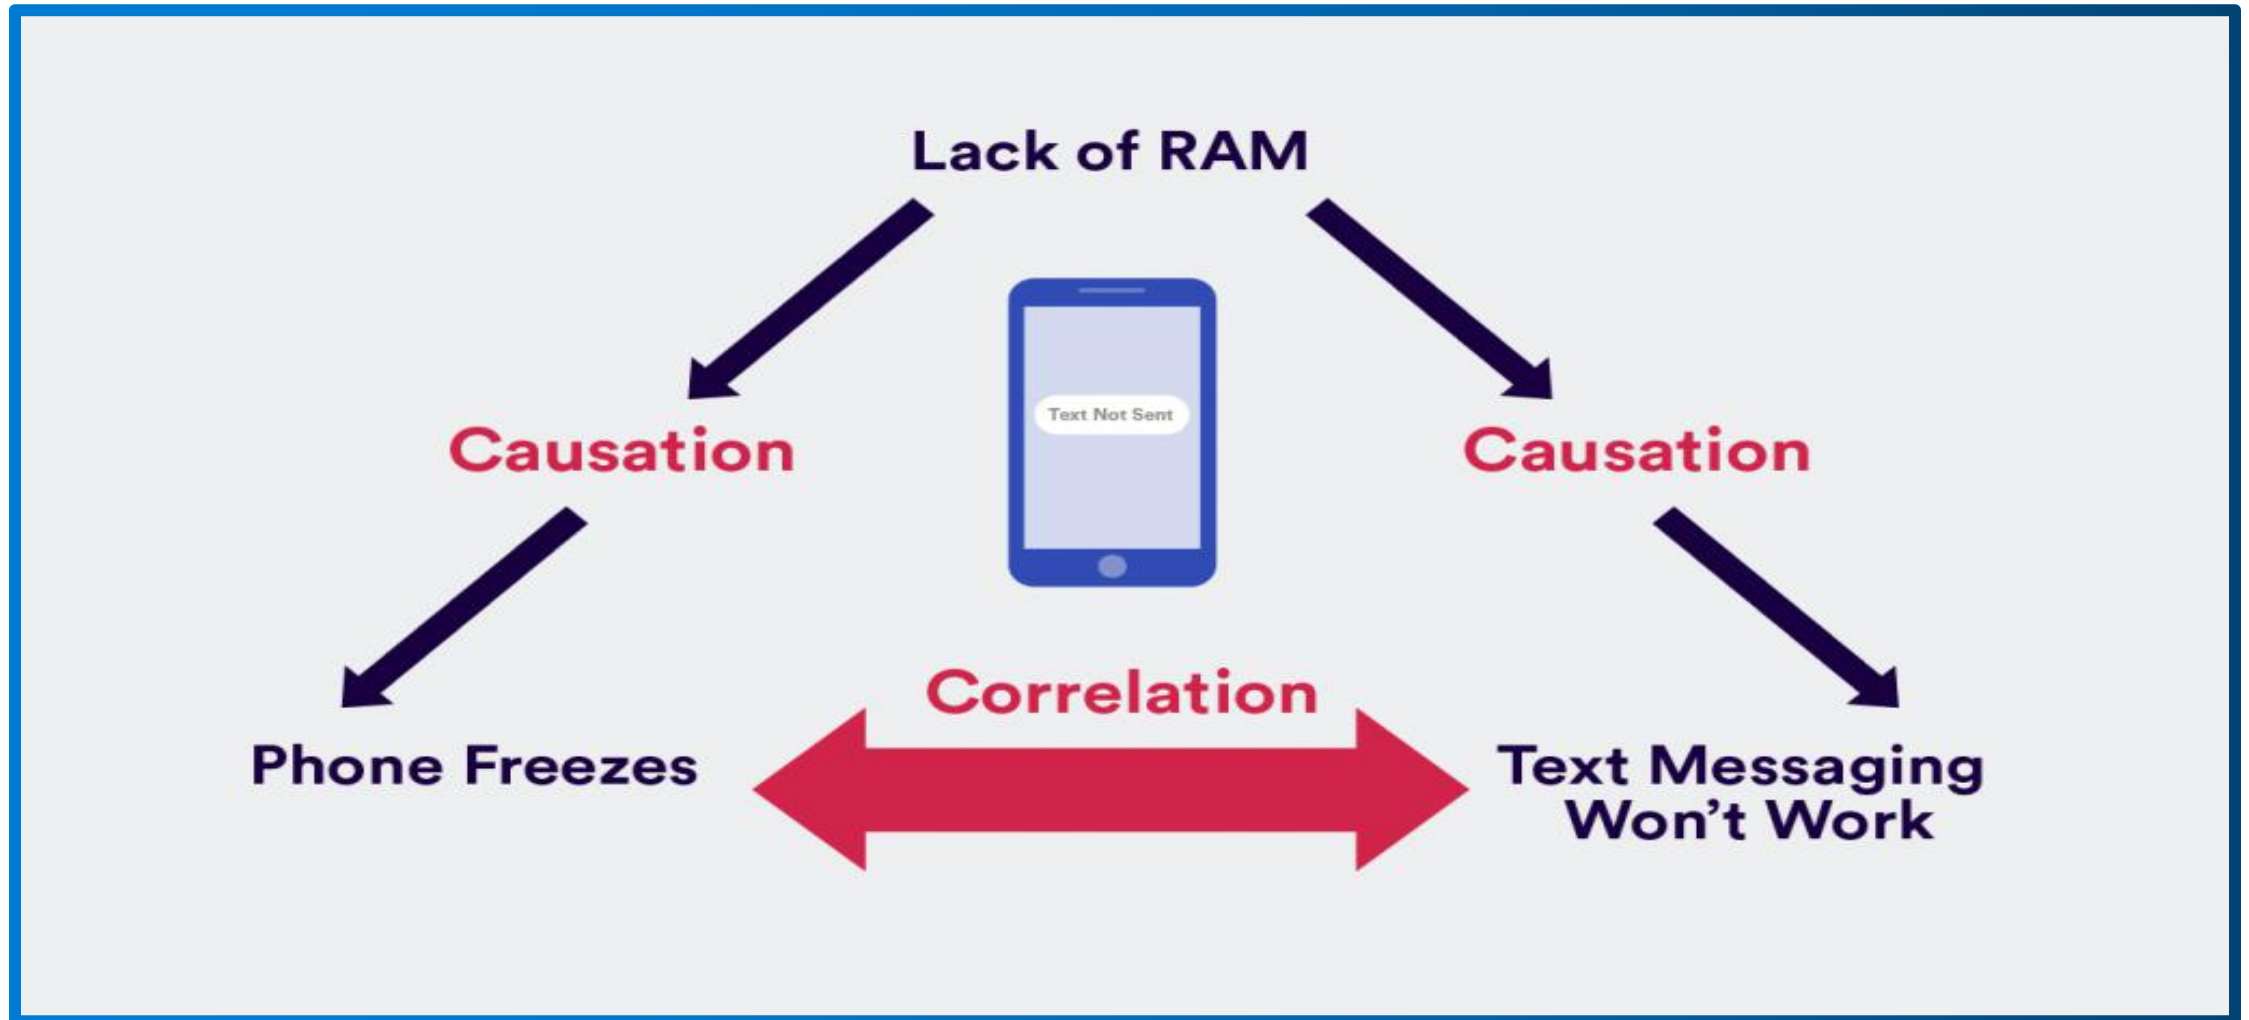 Lack of RAM
Text Not Sent
Causation
Causation
Correlation
Phone Freezes
Text Messaging
Won’t Work